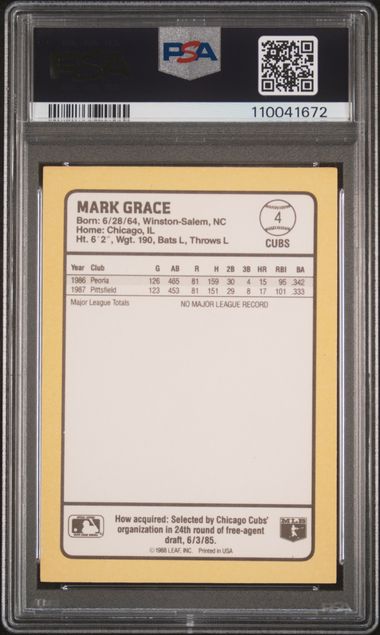 PSA
PSA
110041672
MARK GRACE
Born: 6/28/64, Winston-Salem, NC
Home: Chicago, IL
Ht. 6'2", Wgt. 190, Bats L, Throws L
4
CUBS
Year Club G AB R H 2B 3B HR RBI BA
1986 Peoria 126 465 81 159 30 4 15 95 .342
1987 Pittsfield 123 453 81 151 29 8 17 101 .333
Major League Totals NO MAJOR LEAGUE RECORD
How acquired: Selected by Chicago Cubs'
organization in 24th round of free-agent
draft, 6/3/85.
© 1988 LEAF, INC. Printed in USA
MLB